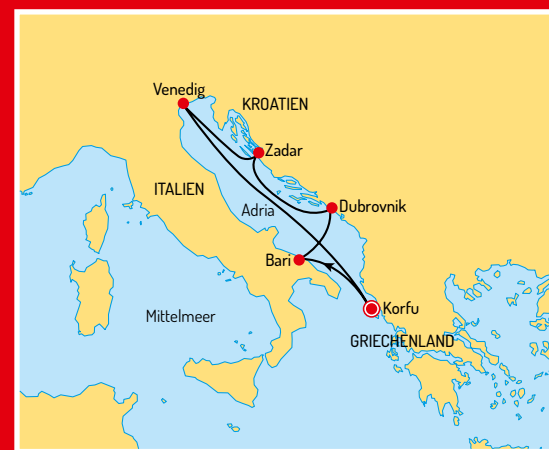 Venedig
KROATIEN
Zadar
ITALIEN
Adria
Dubrovnik
Bari
Korfu
Mittelmeer
GRIECHENLAND